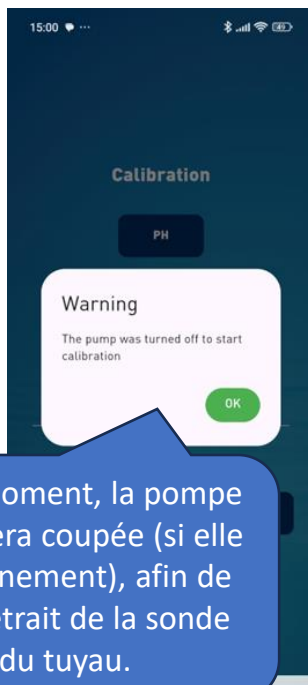 15:00
49
Calibration
PH
Warning
The pump was turned off to start
calibration
OK
oment, la pompe
era coupée (si elle
nement), afin de
etrait de la sonde
du tuyau.